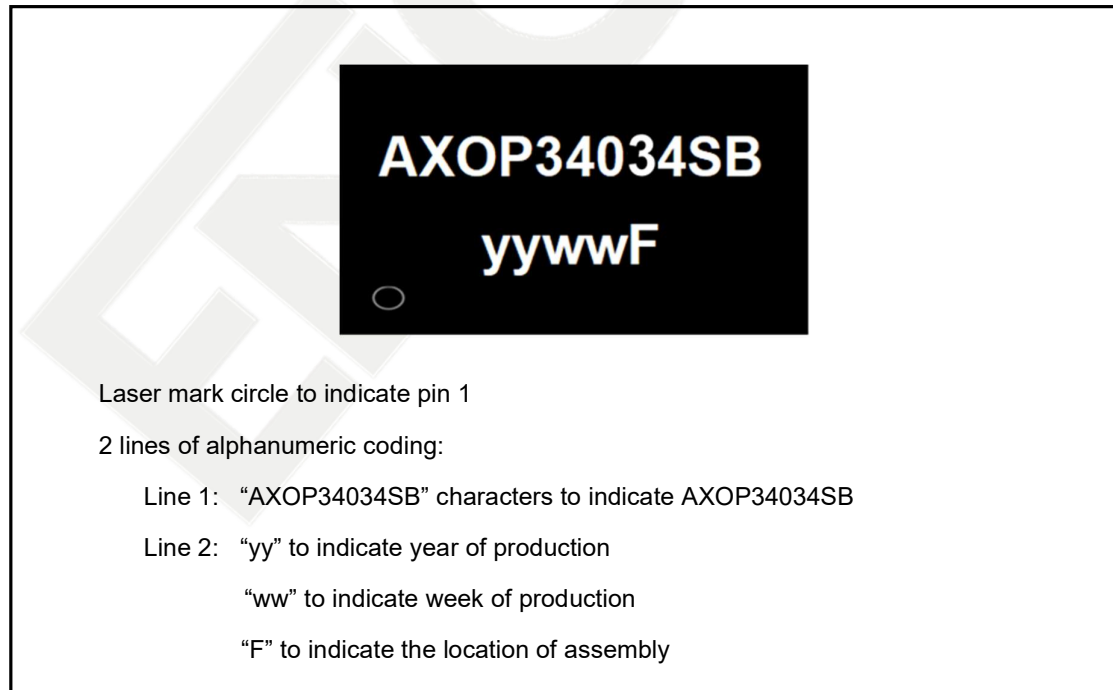 AXOP34034SB
yywwF
Laser mark circle to indicate pin 1
2 lines of alphanumeric coding:
Line 1: “AXOP34034SB” characters to indicate AXOP34034SB
Line 2: “yy” to indicate year of production
“ww” to indicate week of production
“F” to indicate the location of assembly